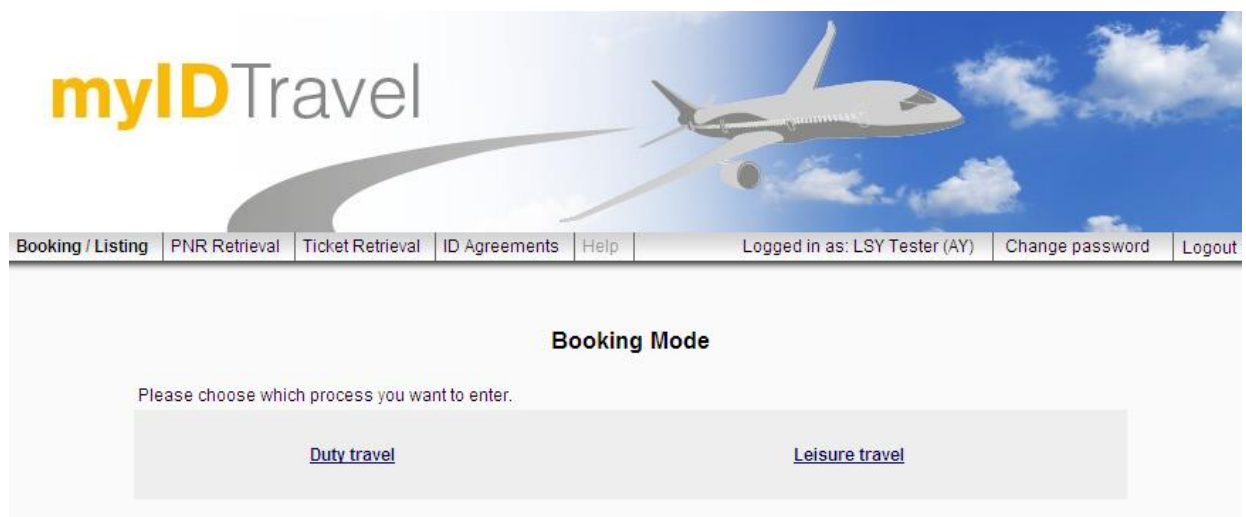 myIDTravel
Booking / Listing PNR Retrieval Ticket Retrieval ID Agreements Help Logged in as: LSY Tester (AY) Change password Logout
Booking Mode
Please choose which process you want to enter.
Duty travel Leisure travel